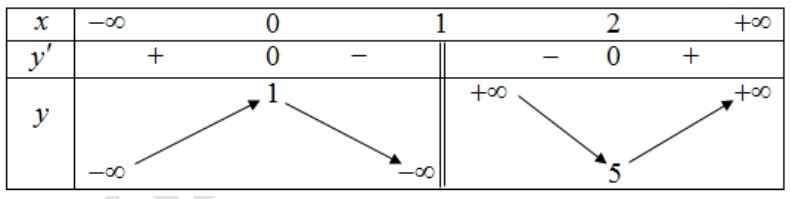 x −∞ 0 1 2 +∞
y′ + 0 − − 0 +
1 +∞ +∞
y
−∞ −∞ 5